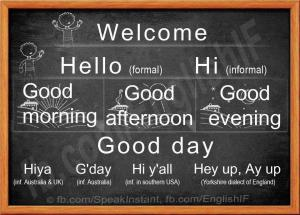 Welcome
Hello (formal) Hi (informal)
Good morning Good afternoon Good evening
Good day
Hiya G'day Hi y'all Hey up, Ay up
(inf. Australia & UK) (inf. Australia) (inf. in southern USA) (Yorkshire dialect of England)
fb.com/SpeakInstant, fb.com/EnglishIF